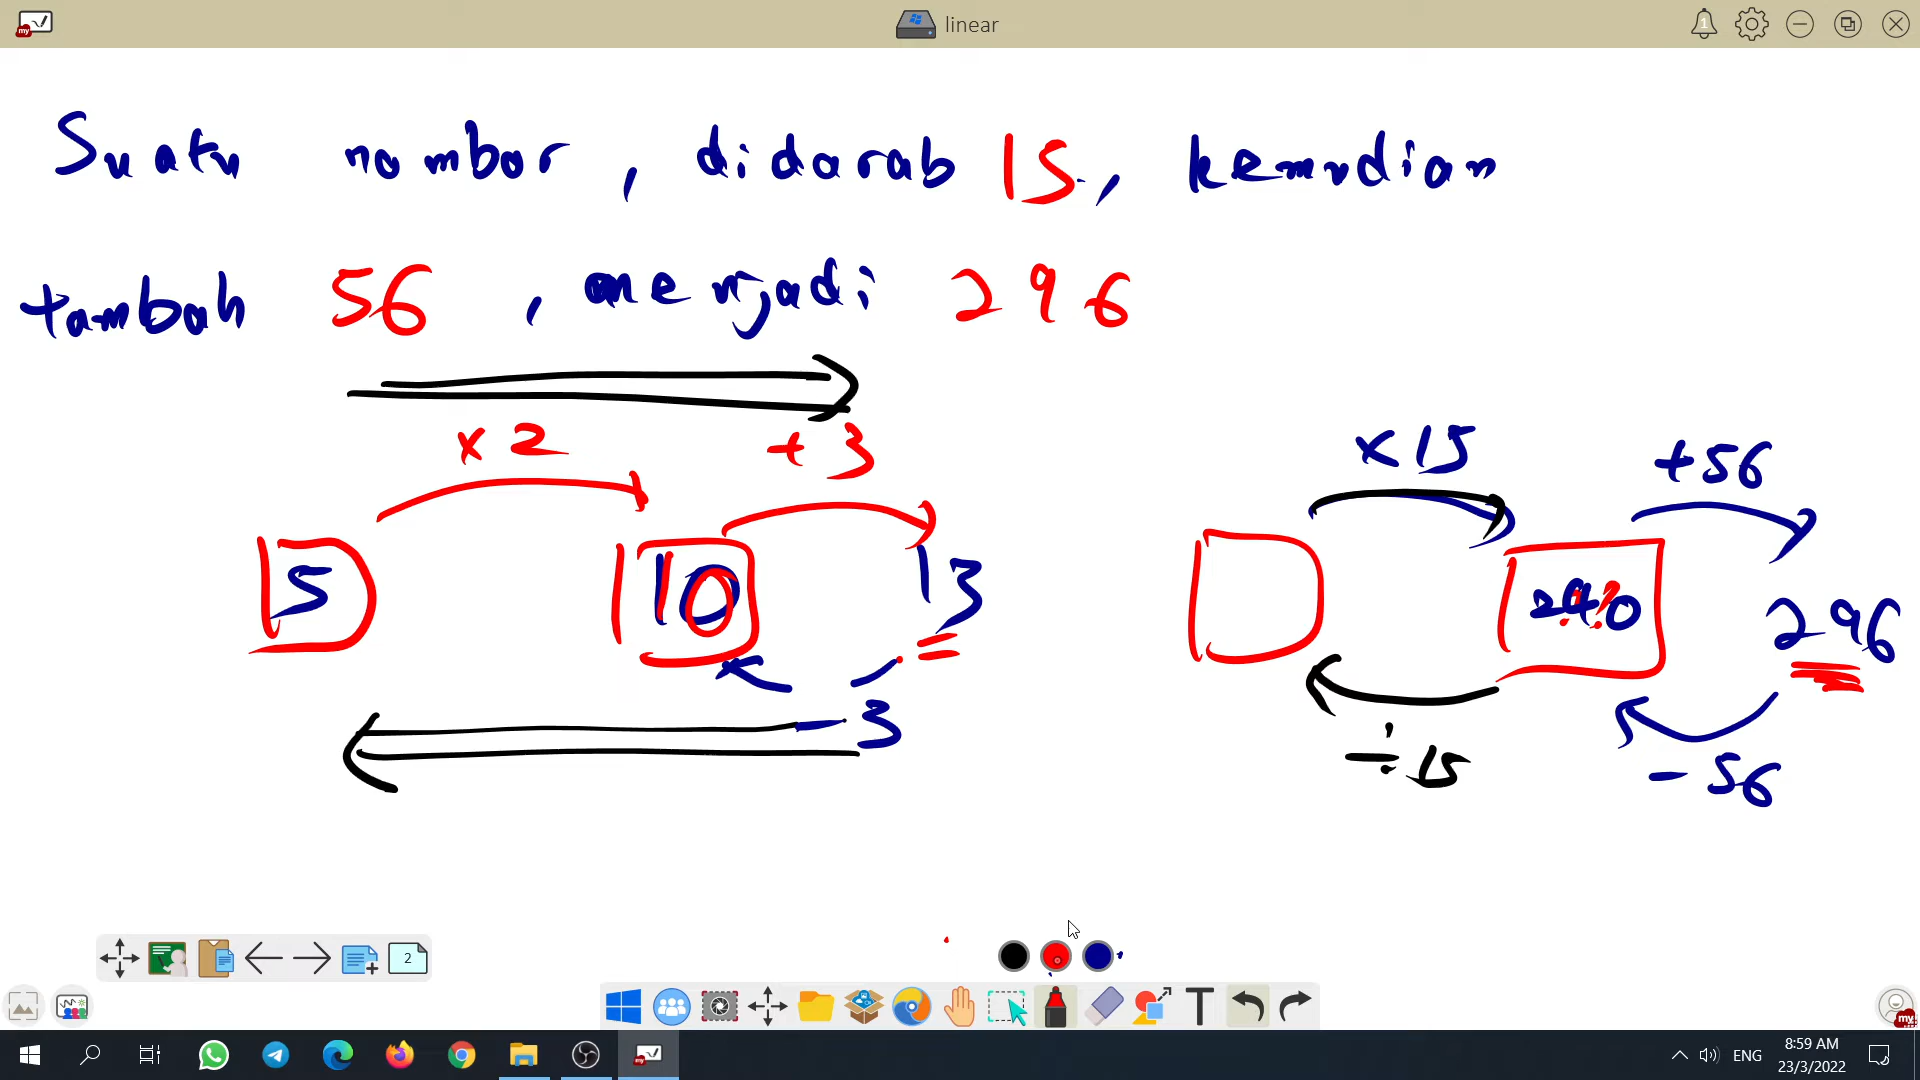 linear
Suatu nombor, didarab 15, kemudian
tambah 56, menjadi 296
x 2 + 3
x 15 + 56
5 10 13
240 296
- 3
÷ 15 - 56
2
T
ENG
8:59 AM
23/3/2022